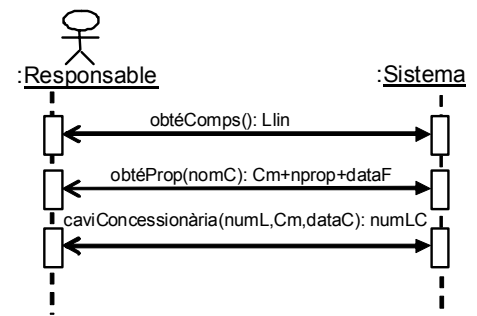 :Responsable
:Sistema
obtéComps(): Llin
obtéProp(nomC): Cm+nprop+dataF
caviConcessionària(numL,Cm,dataC): numLC